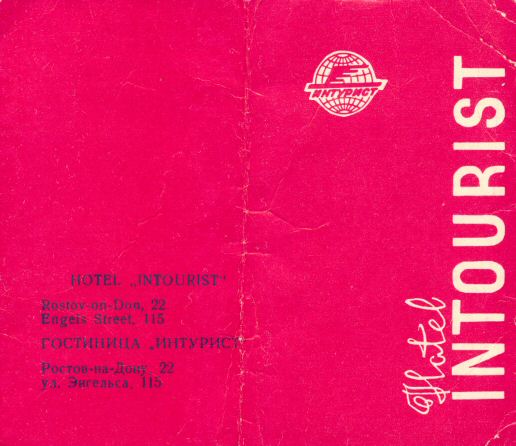 HOTEL „INTOURIST"
Rostov-on-Don, 22
Engels Street, 115
ГОСТИНИЦА „ИНТУРИСТ
Ростов-на-Дону 22
ул. Энгельса, 115
ИНТУРИСТ
Hotel
INTOURIST